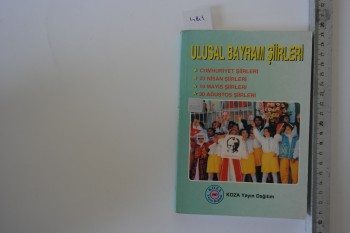 ULUSAL BAYRAM ŞİİRLERİ
CUMHURİYET ŞİİRLERİ
23 NİSAN ŞİİRLERİ
19 MAYIS ŞİİRLERİ
30 AĞUSTOS ŞİİRLERİ
KOZA Yayın Dağıtım